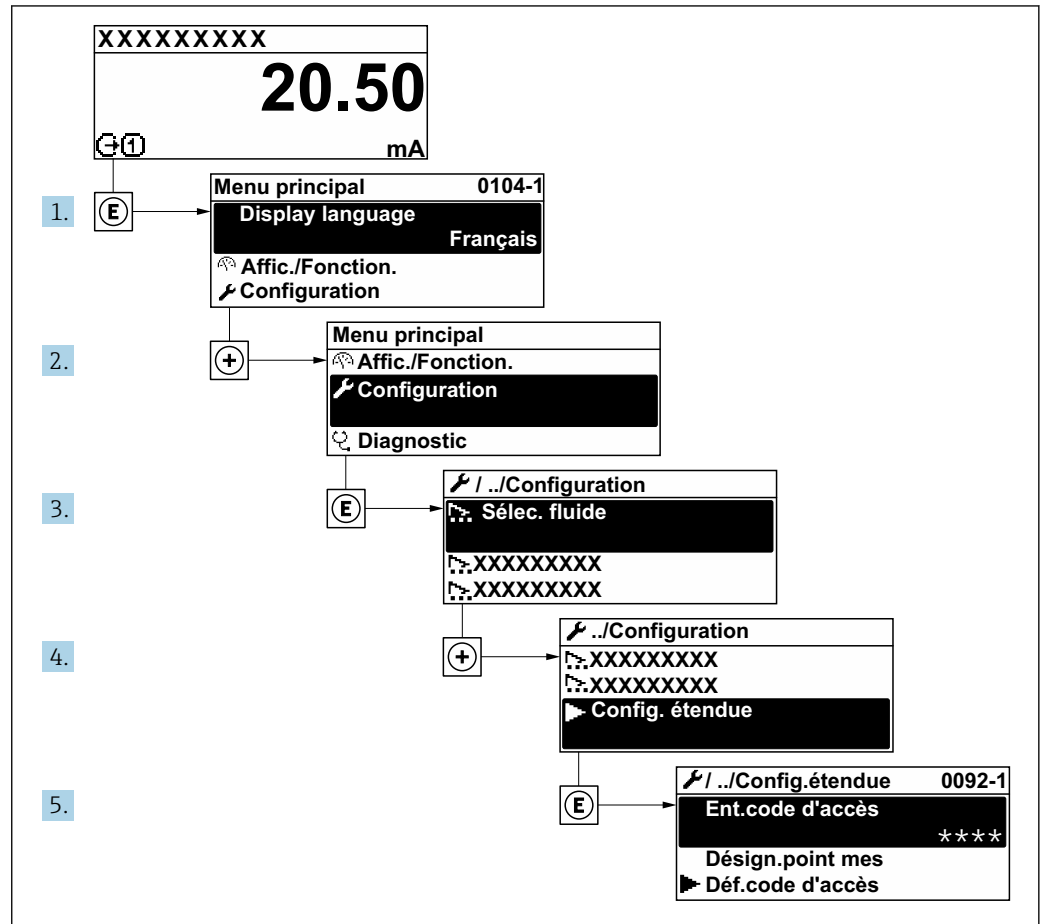 XXXXXXXXX
20.50
mA
1
1.
E
Menu principal 0104-1
Display language
Français
Affic./Fonction.
Configuration
2.
+
Menu principal
Affic./Fonction.
Configuration
Diagnostic
3.
E
/ ../Configuration
Sélec. fluide
XXXXXXXXX
XXXXXXXXX
4.
+
../Configuration
XXXXXXXXX
XXXXXXXXX
Config. étendue
5.
E
/ ../Config.étendue 0092-1
Ent.code d'accès
****
Désign.point mes
Déf.code d'accès